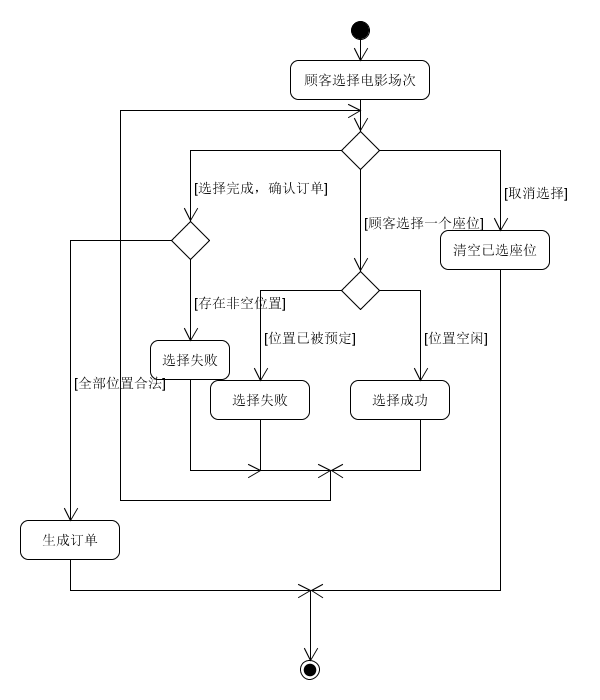 顾客选择电影场次
[选择完成，确认订单]
[取消选择]
[顾客选择一个座位]
清空已选座位
[存在非空位置]
[位置已被预定]
[位置空闲]
选择失败
[全部位置合法]
选择失败
选择成功
生成订单